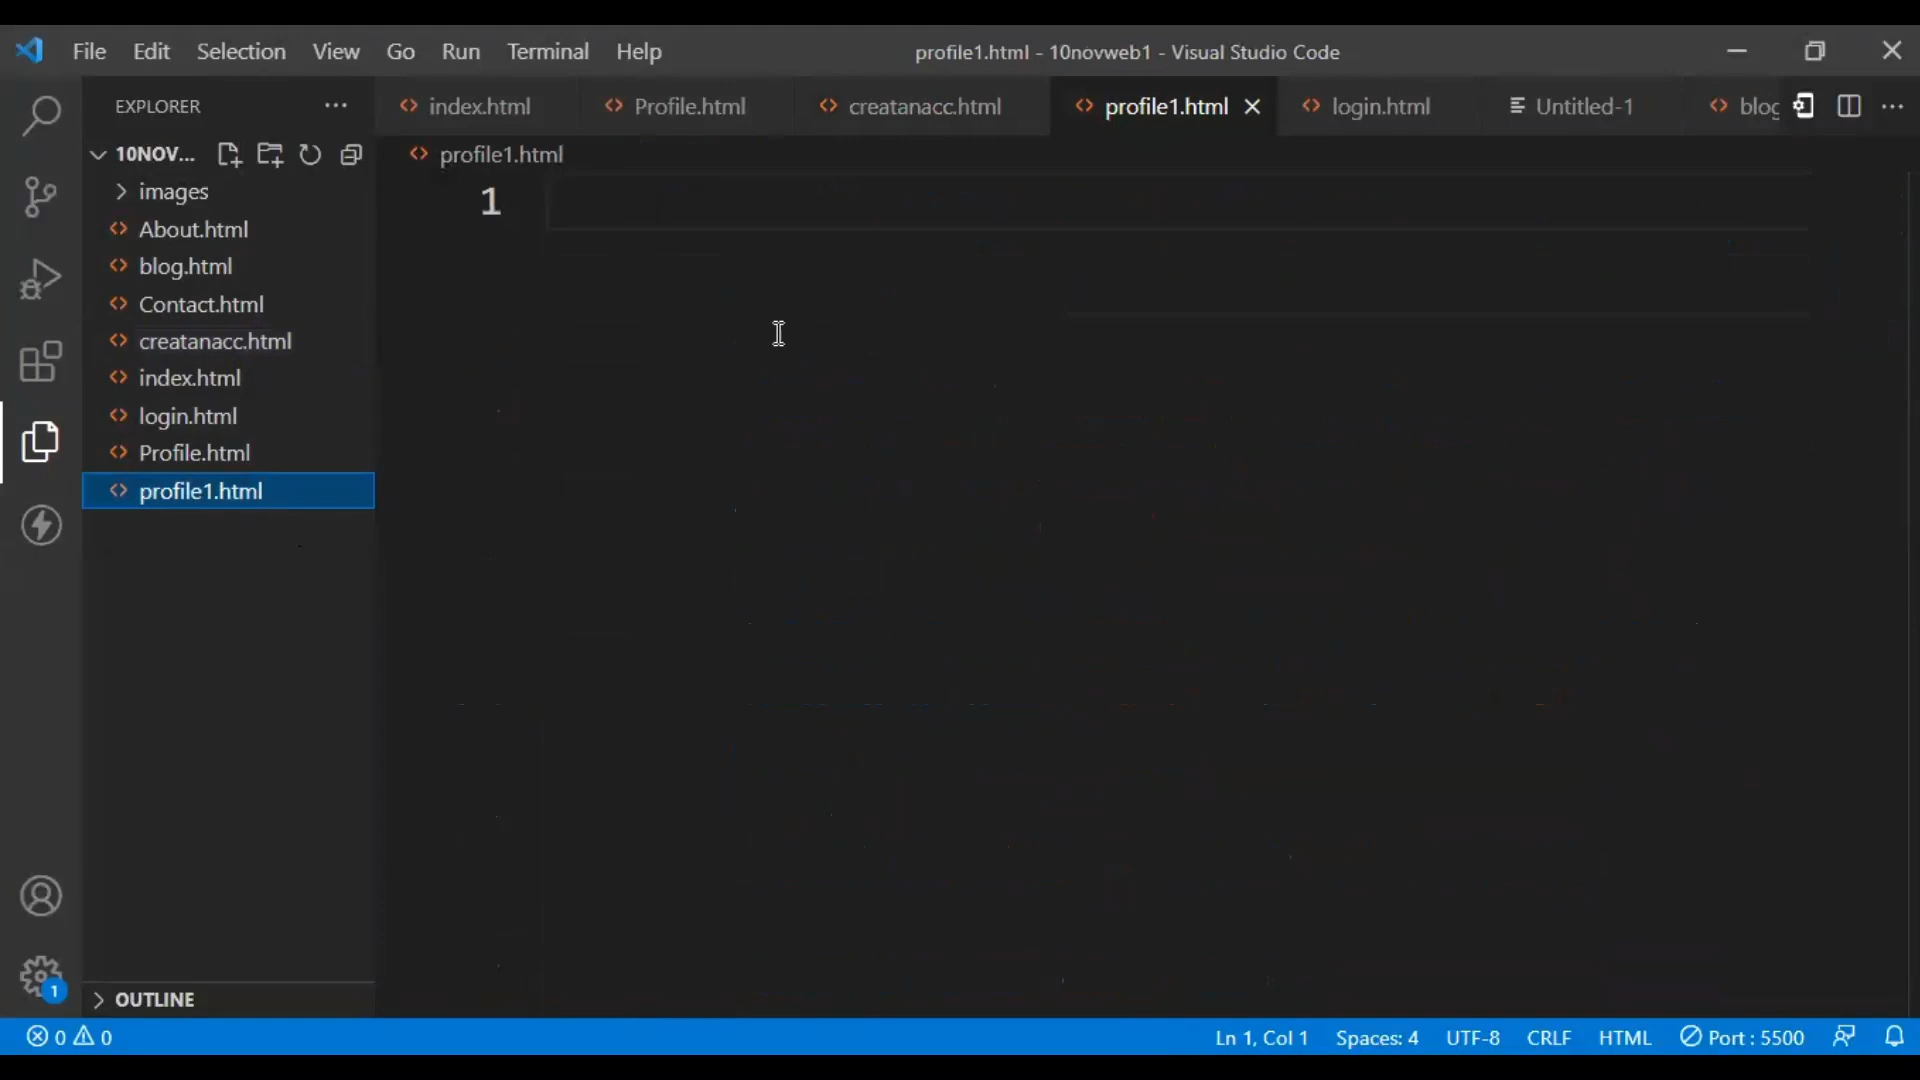 File Edit Selection View Go Run Terminal Help profile1.html - 10novweb1 - Visual Studio Code
EXPLORER
index.html Profile.html creatanacc.html profile1.html login.html Untitled-1 blog
10NOV...
profile1.html
images
1
About.html
blog.html
Contact.html
creatanacc.html
index.html
login.html
Profile.html
profile1.html
1
OUTLINE
0 0 Ln 1, Col 1 Spaces: 4 UTF-8 CRLF HTML Port : 5500